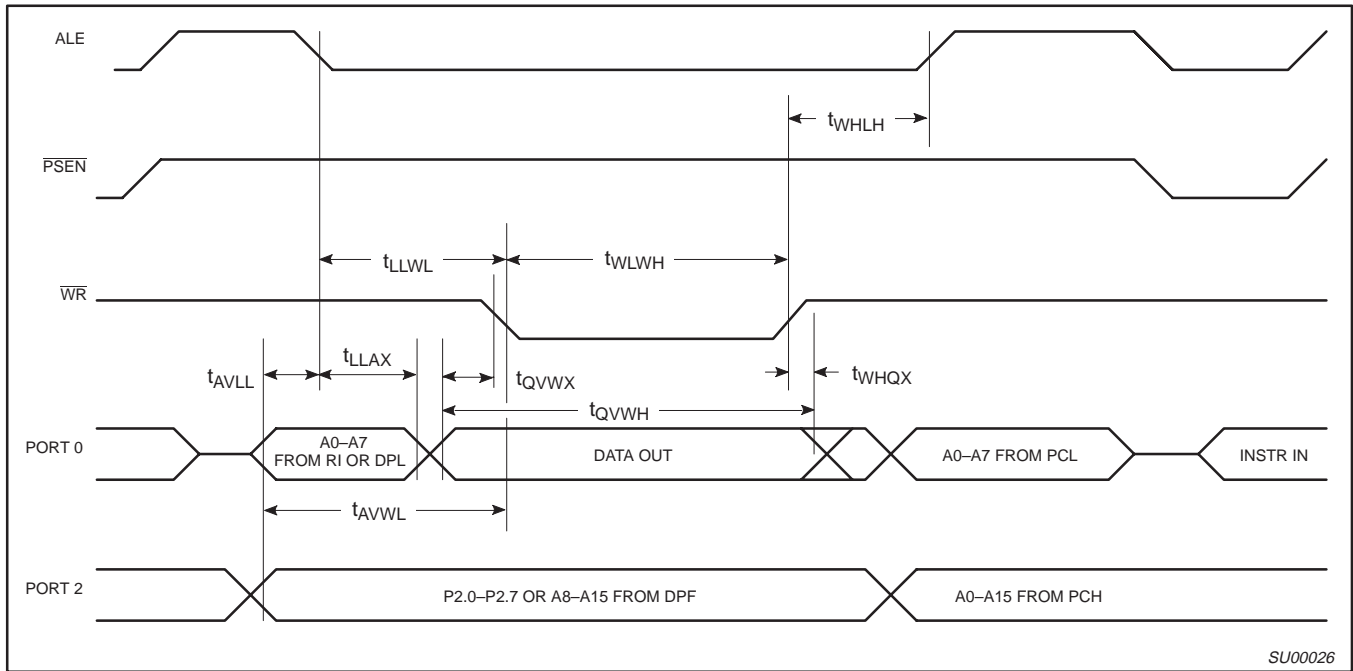 ALE
tWHLH
PSEN
tLLWL
tWLWH
WR
tAVLL
tLLAX
tQVWX
tWHQX
tQVWH
PORT 0
A0–A7
FROM RI OR DPL
DATA OUT
A0–A7 FROM PCL
INSTR IN
tAVWL
PORT 2
P2.0–P2.7 OR A8–A15 FROM DPF
A0–A15 FROM PCH
SU00026